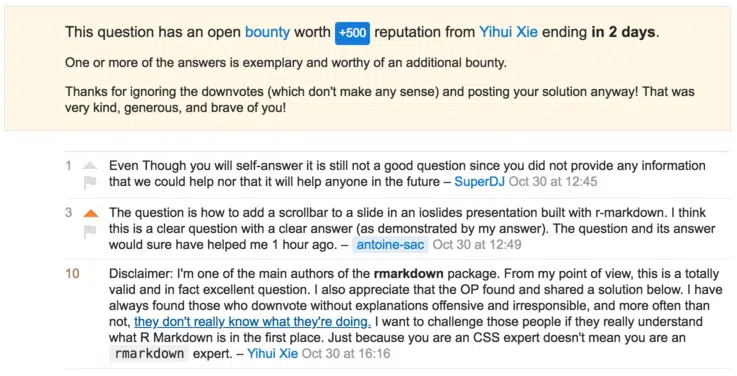 This question has an open bounty worth +500 reputation from Yihui Xie ending in 2 days.
One or more of the answers is exemplary and worthy of an additional bounty.
Thanks for ignoring the downvotes (which don't make any sense) and posting your solution anyway! That was
very kind, generous, and brave of you!
1 Even Though you will self-answer it is still not a good question since you did not provide any information
that we could help nor that it will help anyone in the future – SuperDJ Oct 30 at 12:45
3 The question is how to add a scrollbar to a slide in an ioslides presentation built with r-markdown. I think
this is a clear question with a clear answer (as demonstrated by my answer). The question and its answer
would sure have helped me 1 hour ago. – antoine-sac Oct 30 at 12:49
10 Disclaimer: I'm one of the main authors of the rmarkdown package. From my point of view, this is a totally
valid and in fact excellent question. I also appreciate that the OP found and shared a solution below. I have
always found those who downvote without explanations offensive and irresponsible, and more often than
not, they don't really know what they're doing. I want to challenge those people if they really understand
what R Markdown is in the first place. Just because you are an CSS expert doesn't mean you are an
rmarkdown expert. – Yihui Xie Oct 30 at 16:16